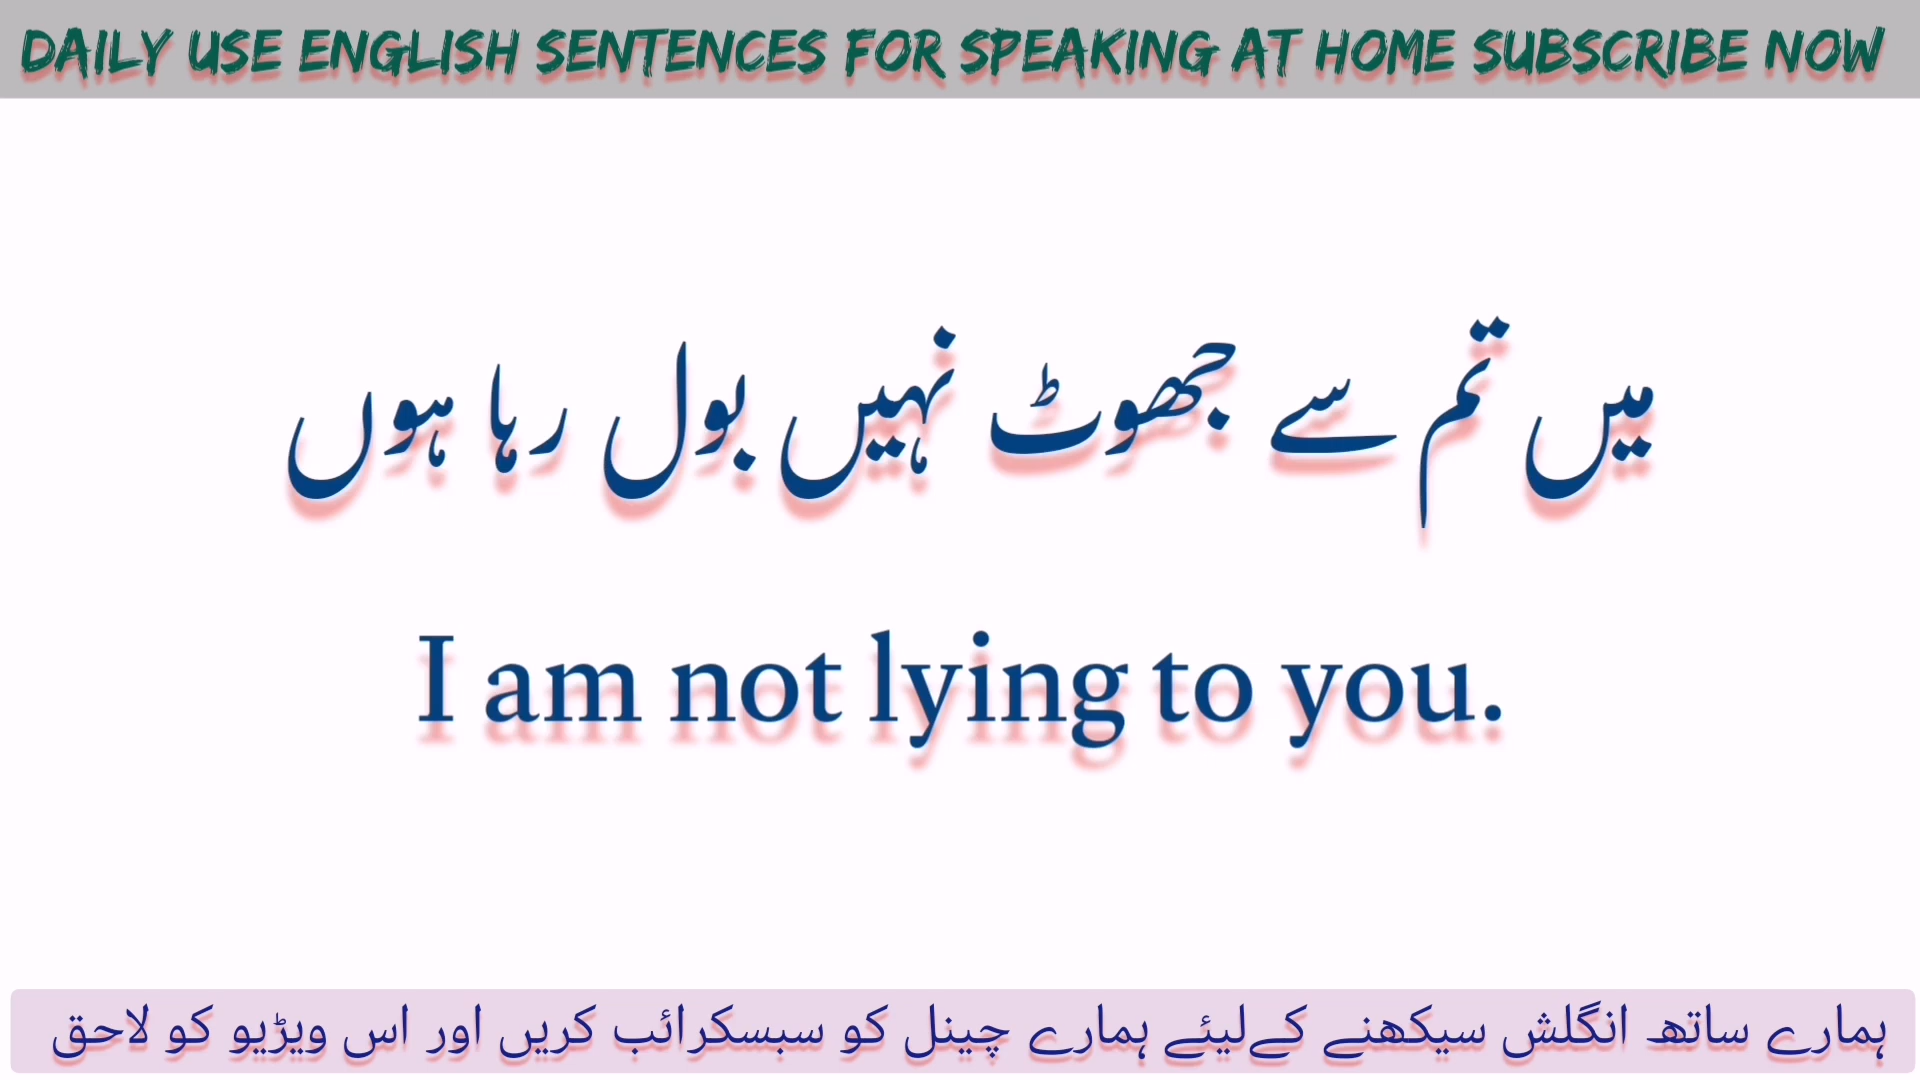 DAILY USE ENGLISH SENTENCES FOR SPEAKING AT HOME SUBSCRIBE NOW
میں تم سے جھوٹ نہیں بول رہا ہوں
I am not lying to you.
ہمارے ساتھ انگلش سیکھنے کےلیئے ہمارے چینل کو سبسکرائب کریں اور اس ویڑیو کو لاحق